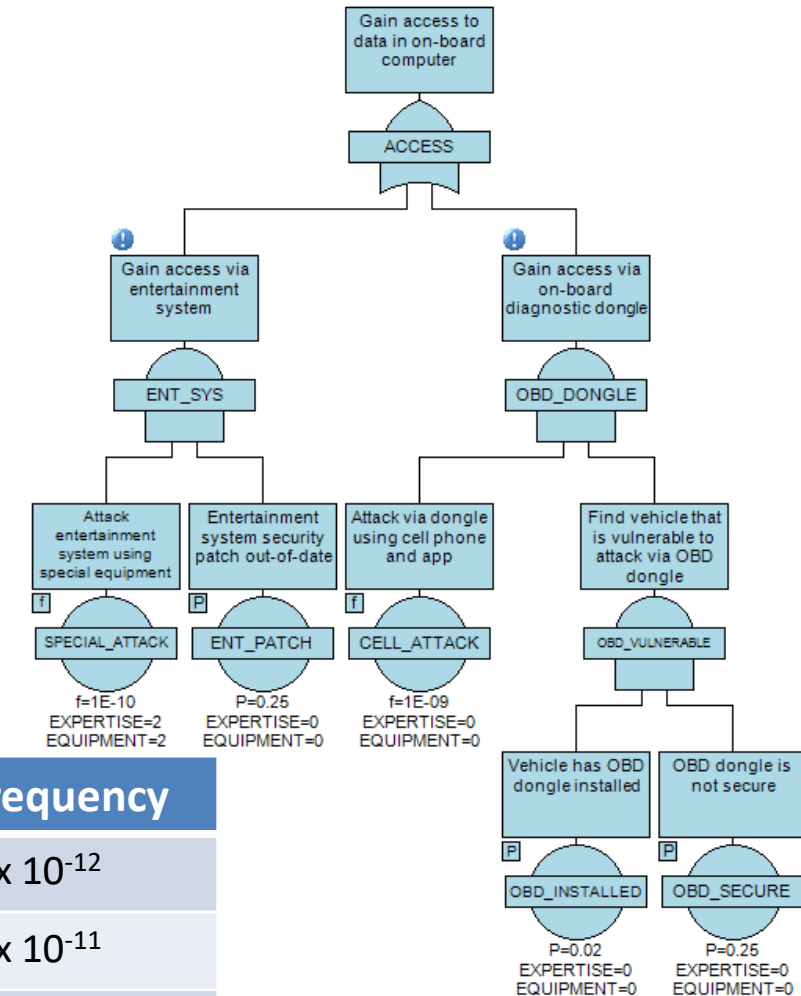 Gain access to
data in on-board
computer
ACCESS
!
Gain access via
entertainment
system
!
Gain access via
on-board
diagnostic dongle
ENT_SYS
OBD_DONGLE
Attack
entertainment
system using
special equipment
Entertainment
system security
patch out-of-date
Attack via dongle
using cell phone
and app
Find vehicle that
is vulnerable to
attack via OBD
dongle
f
SPECIAL_ATTACK
f=1E-10
EXPERTISE=2
EQUIPMENT=2
P
ENT_PATCH
P=0.25
EXPERTISE=0
EQUIPMENT=0
f
CELL_ATTACK
f=1E-09
EXPERTISE=0
EQUIPMENT=0
OBD_VULNERABLE
Vehicle has OBD
dongle installed
OBD dongle is
not secure
P
OBD_INSTALLED
P=0.02
EXPERTISE=0
EQUIPMENT=0
P
OBD_SECURE
P=0.25
EXPERTISE=0
EQUIPMENT=0
x 10⁻¹²
x 10⁻¹¹